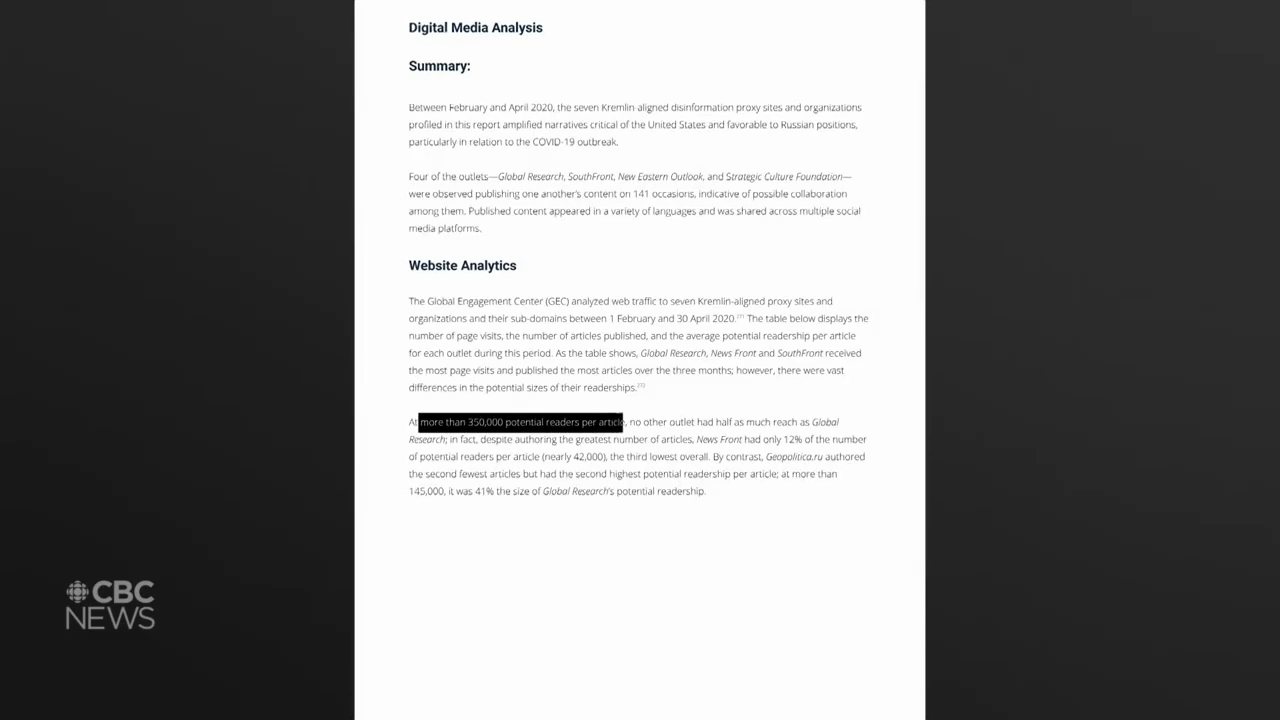 Digital Media Analysis
Summary:
Between February and April 2020, the seven Kremlin-aligned disinformation proxy sites and organizations
profiled in this report amplified narratives critical of the United States and favorable to Russian positions,
particularly in relation to the COVID-19 outbreak.
Four of the outlets—Global Research, SouthFront, New Eastern Outlook, and Strategic Culture Foundation—
were observed publishing one another's content on 141 occasions, indicative of possible collaboration
among them. Published content appeared in a variety of languages and was shared across multiple social
media platforms.
Website Analytics
The Global Engagement Center (GEC) analyzed web traffic to seven Kremlin-aligned proxy sites and
organizations and their sub-domains between 1 February and 30 April 2020. The table below displays the
number of page visits, the number of articles published, and the average potential readership per article
for each outlet during this period. As the table shows, Global Research, News Front and SouthFront received
the most page visits and published the most articles over the three months; however, there were vast
differences in the potential sizes of their readerships.
At more than 350,000 potential readers per article, no other outlet had half as much reach as Global
Research; in fact, despite authoring the greatest number of articles, News Front had only 12% of the number
of potential readers per article (nearly 42,000), the third lowest overall. By contrast, Geopolitica.ru authored
the second fewest articles but had the second highest potential readership per article; at more than
145,000, it was 41% the size of Global Research's potential readership.
CBC
NEWS